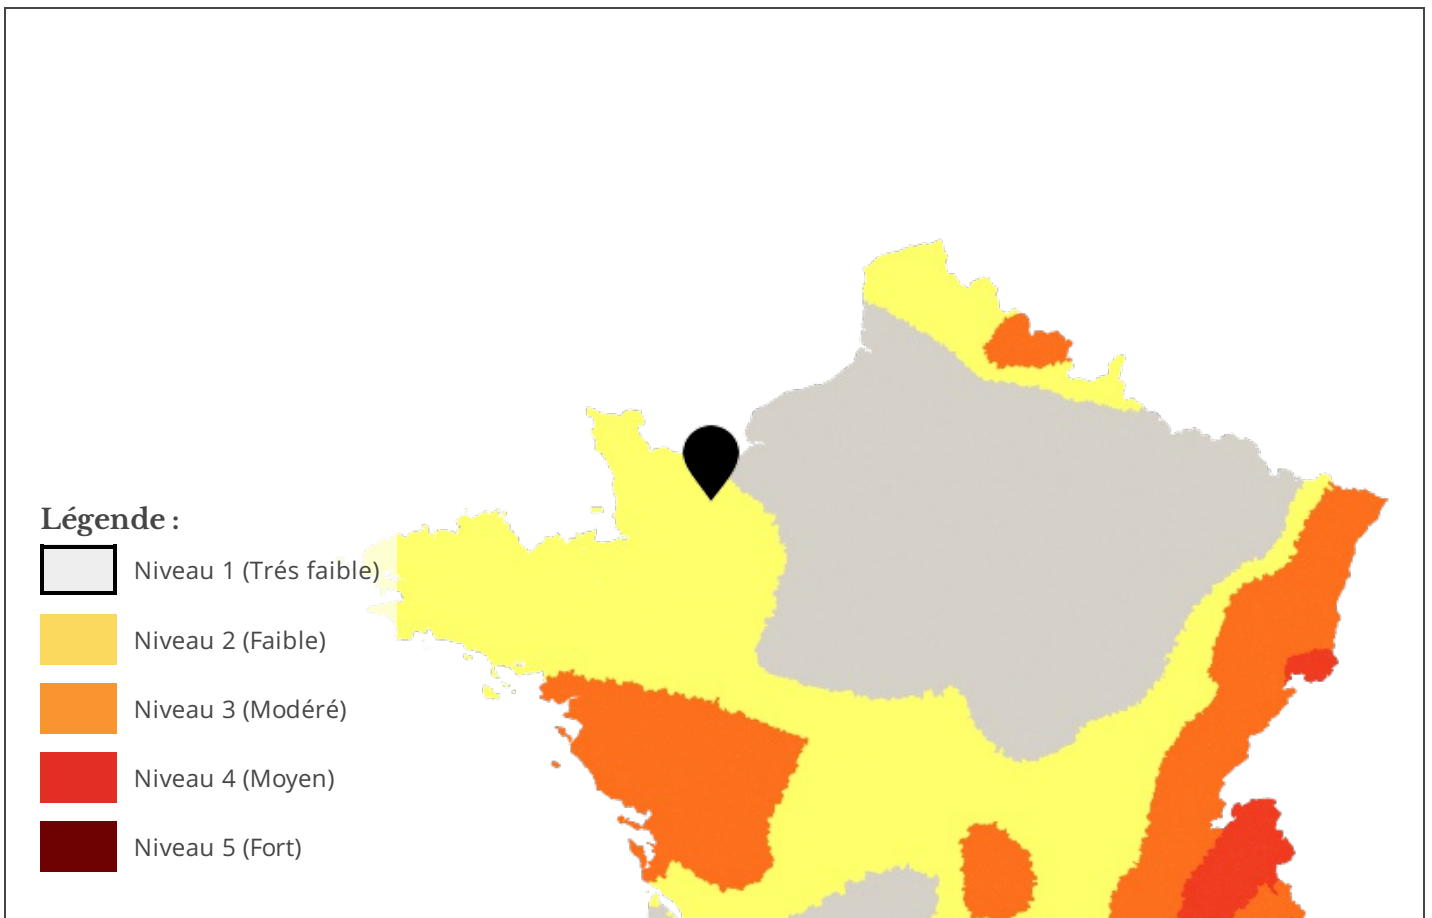 Légende :
Niveau 1 (Trés faible)
Niveau 2 (Faible)
Niveau 3 (Modéré)
Niveau 4 (Moyen)
Niveau 5 (Fort)